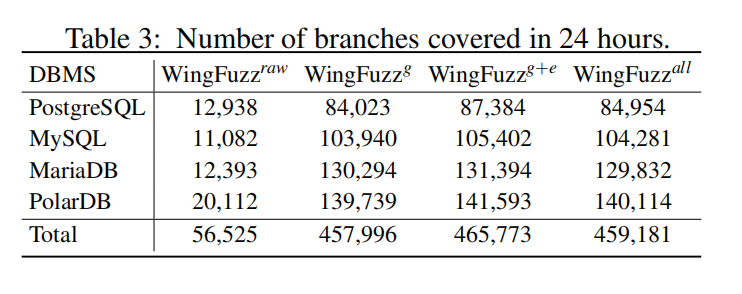 Table 3: Number of branches covered in 24 hours.
DBMS WingFuzz^raw WingFuzz^g WingFuzz^g+e WingFuzz^all
PostgreSQL 12,938 84,023 87,384 84,954
MySQL 11,082 103,940 105,402 104,281
MariaDB 12,393 130,294 131,394 129,832
PolarDB 20,112 139,739 141,593 140,114
Total 56,525 457,996 465,773 459,181